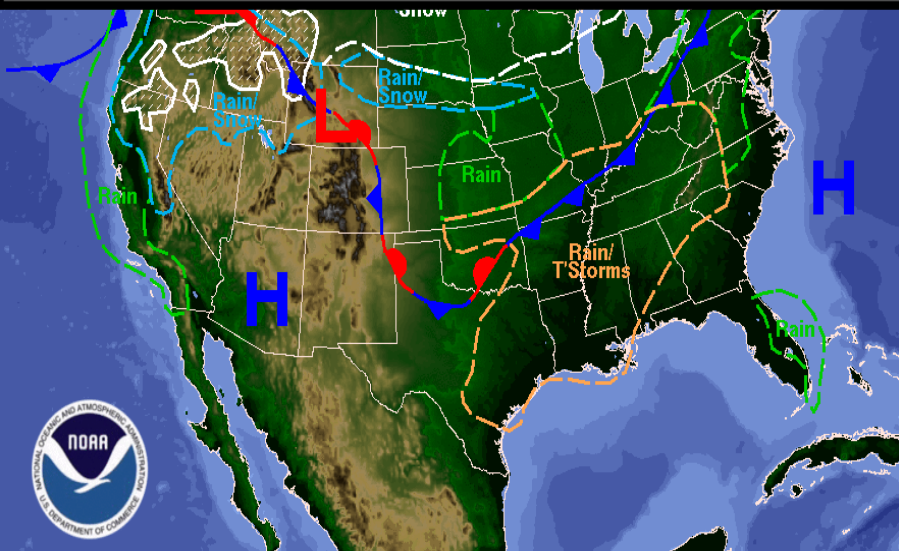 Snow
Rain/
Snow
Rain/
Snow
L
Rain
Rain
H
Rain/
T'Storms
H
Rain
NATIONAL OCEANIC AND ATMOSPHERIC ADMINISTRATION
NOAA
U.S. DEPARTMENT OF COMMERCE